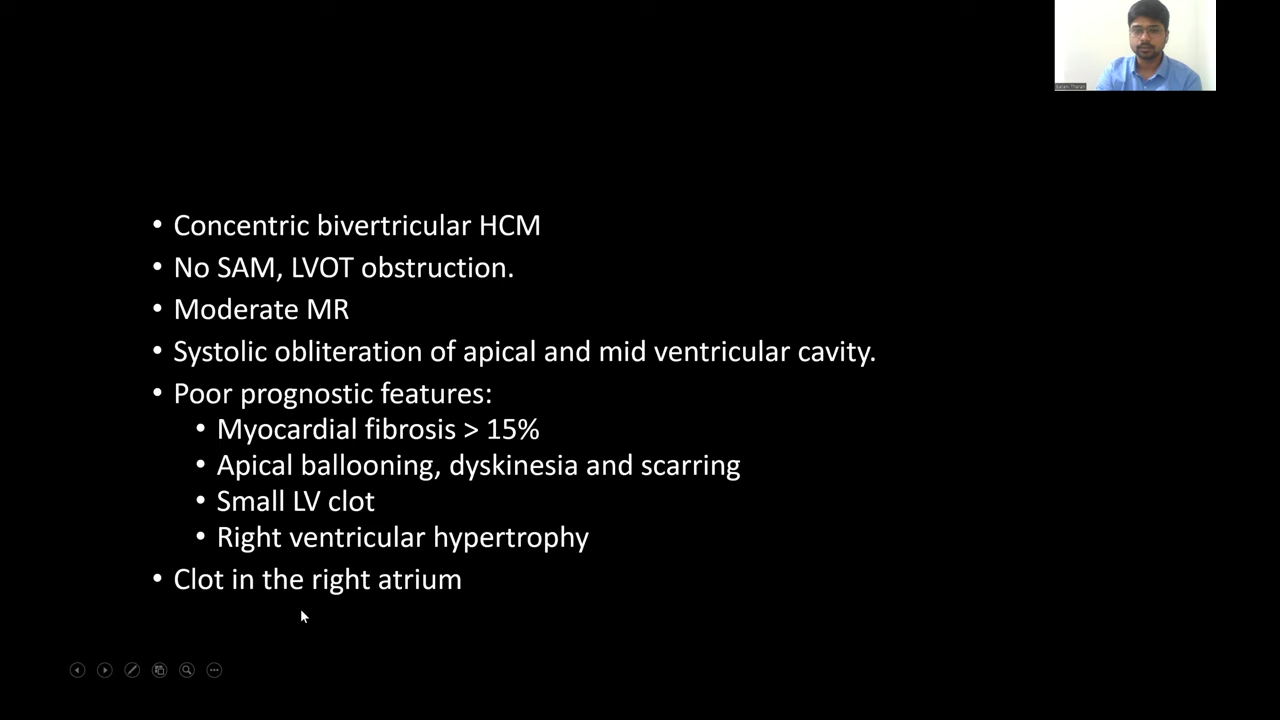 • Concentric bivertricular HCM
• No SAM, LVOT obstruction.
• Moderate MR
• Systolic obliteration of apical and mid ventricular cavity.
• Poor prognostic features:
• Myocardial fibrosis > 15%
• Apical ballooning, dyskinesia and scarring
• Small LV clot
• Right ventricular hypertrophy
• Clot in the right atrium